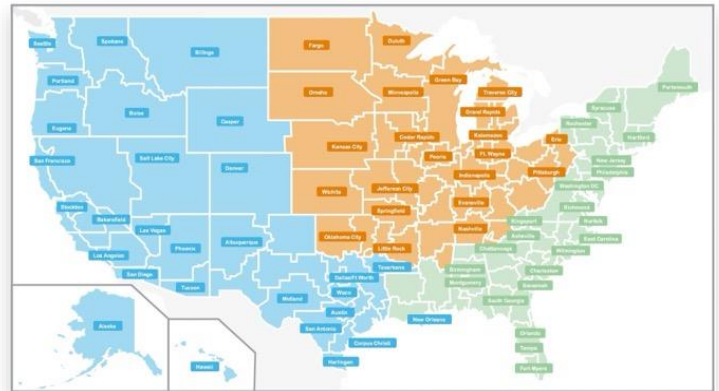 Seattle
Spokane
Billings
Fargo
Duluth
Portland
Green Bay
Traverse City
Portsmouth
Omaha
Minneapolis
Boise
Casper
Grand Rapids
Syracuse
Eugene
Rochester
Cedar Rapids
Kalamazoo
Erie
Hartford
Kansas City
San Francisco
Salt Lake City
Peoria
Ft. Wayne
New Jersey
Denver
Indianapolis
Pittsburgh
Philadelphia
Washington DC
Wichita
Jefferson City
Evansville
Richmond
Stockton
Springfield
Bakersfield
Kingsport
Norfolk
Las Vegas
Nashville
Asheville
Oklahoma City
East Carolina
Albuquerque
Phoenix
Little Rock
Chattanooga
Wilmington
Los Angeles
Texarkana
Birmingham
Charleston
San Diego
Dallas/Ft Worth
Montgomery
Savannah
Tucson
Waco
Midland
South Georgia
Austin
New Orleans
Alaska
San Antonio
Orlando
Corpus Christi
Tampa
Hawaii
Harlingen
Fort Myers